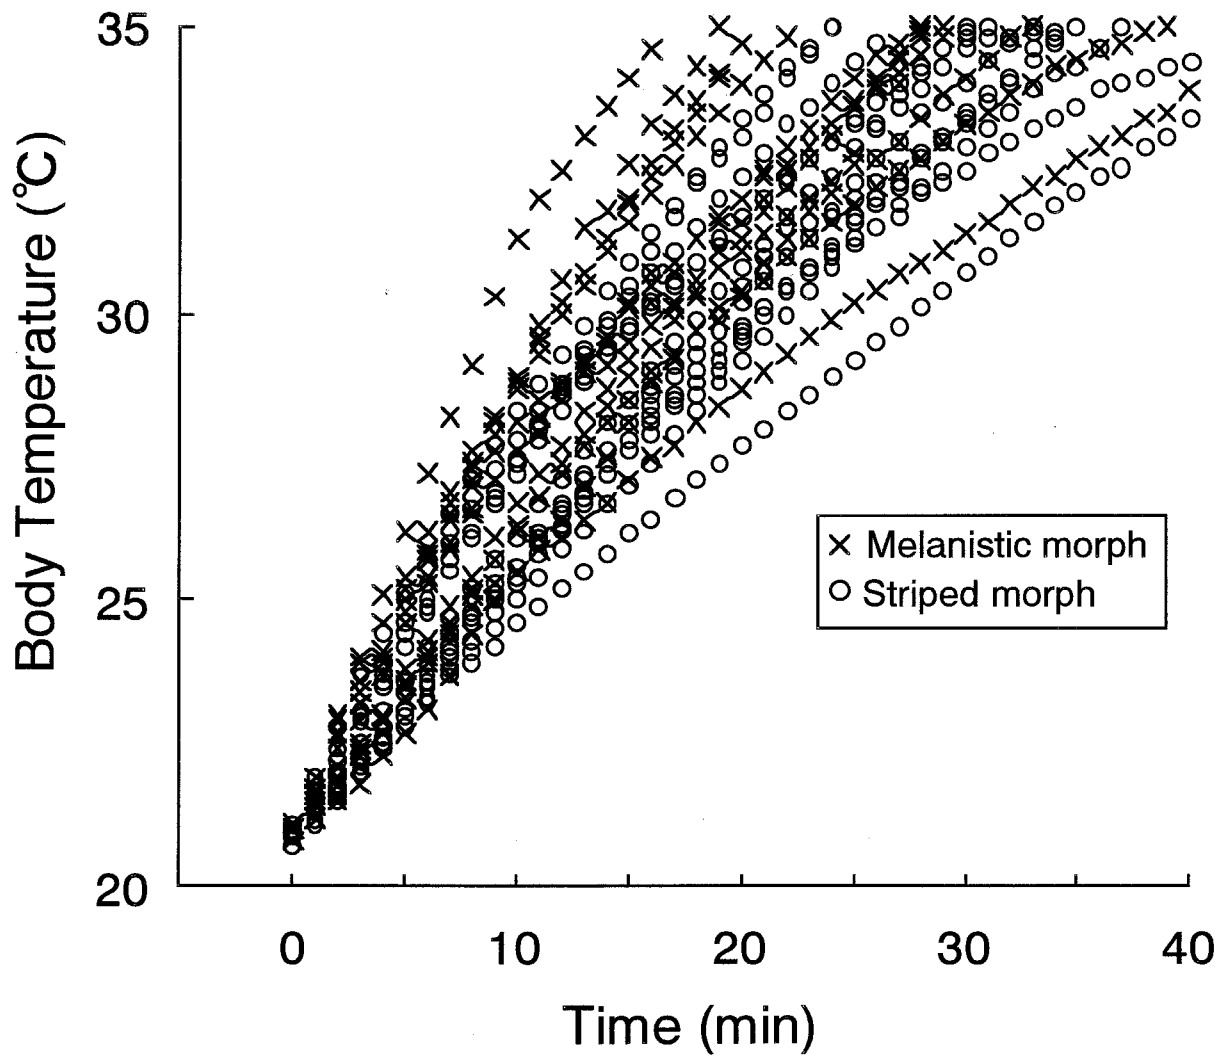 35
30
25
20
Body Temperature (°C)
× Melanistic morph
○ Striped morph
0 10 20 30 40
Time (min)